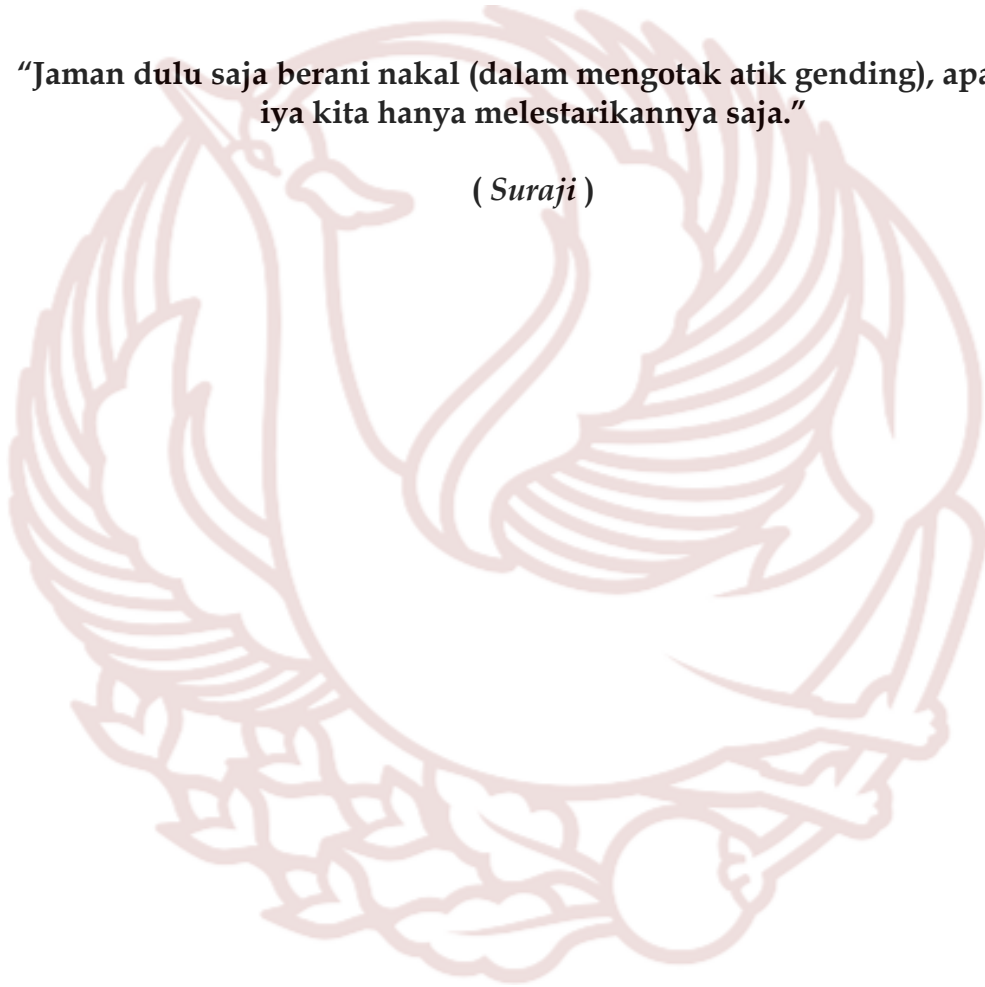 “Jaman dulu saja berani nakal (dalam mengotak atik gending), apa
iya kita hanya melestarikannya saja.”
( Suraji )